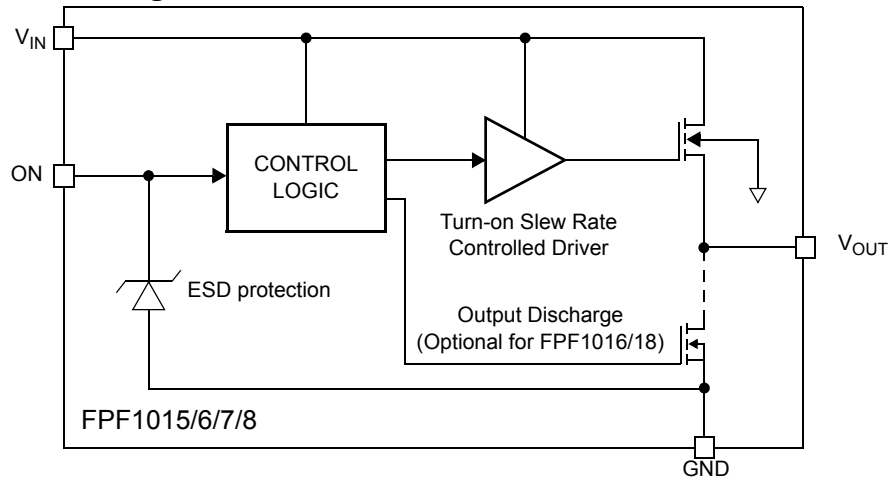 V_IN
ON
CONTROL
LOGIC
Turn-on Slew Rate
Controlled Driver
V_OUT
ESD protection
Output Discharge
(Optional for FPF1016/18)
FPF1015/6/7/8
GND